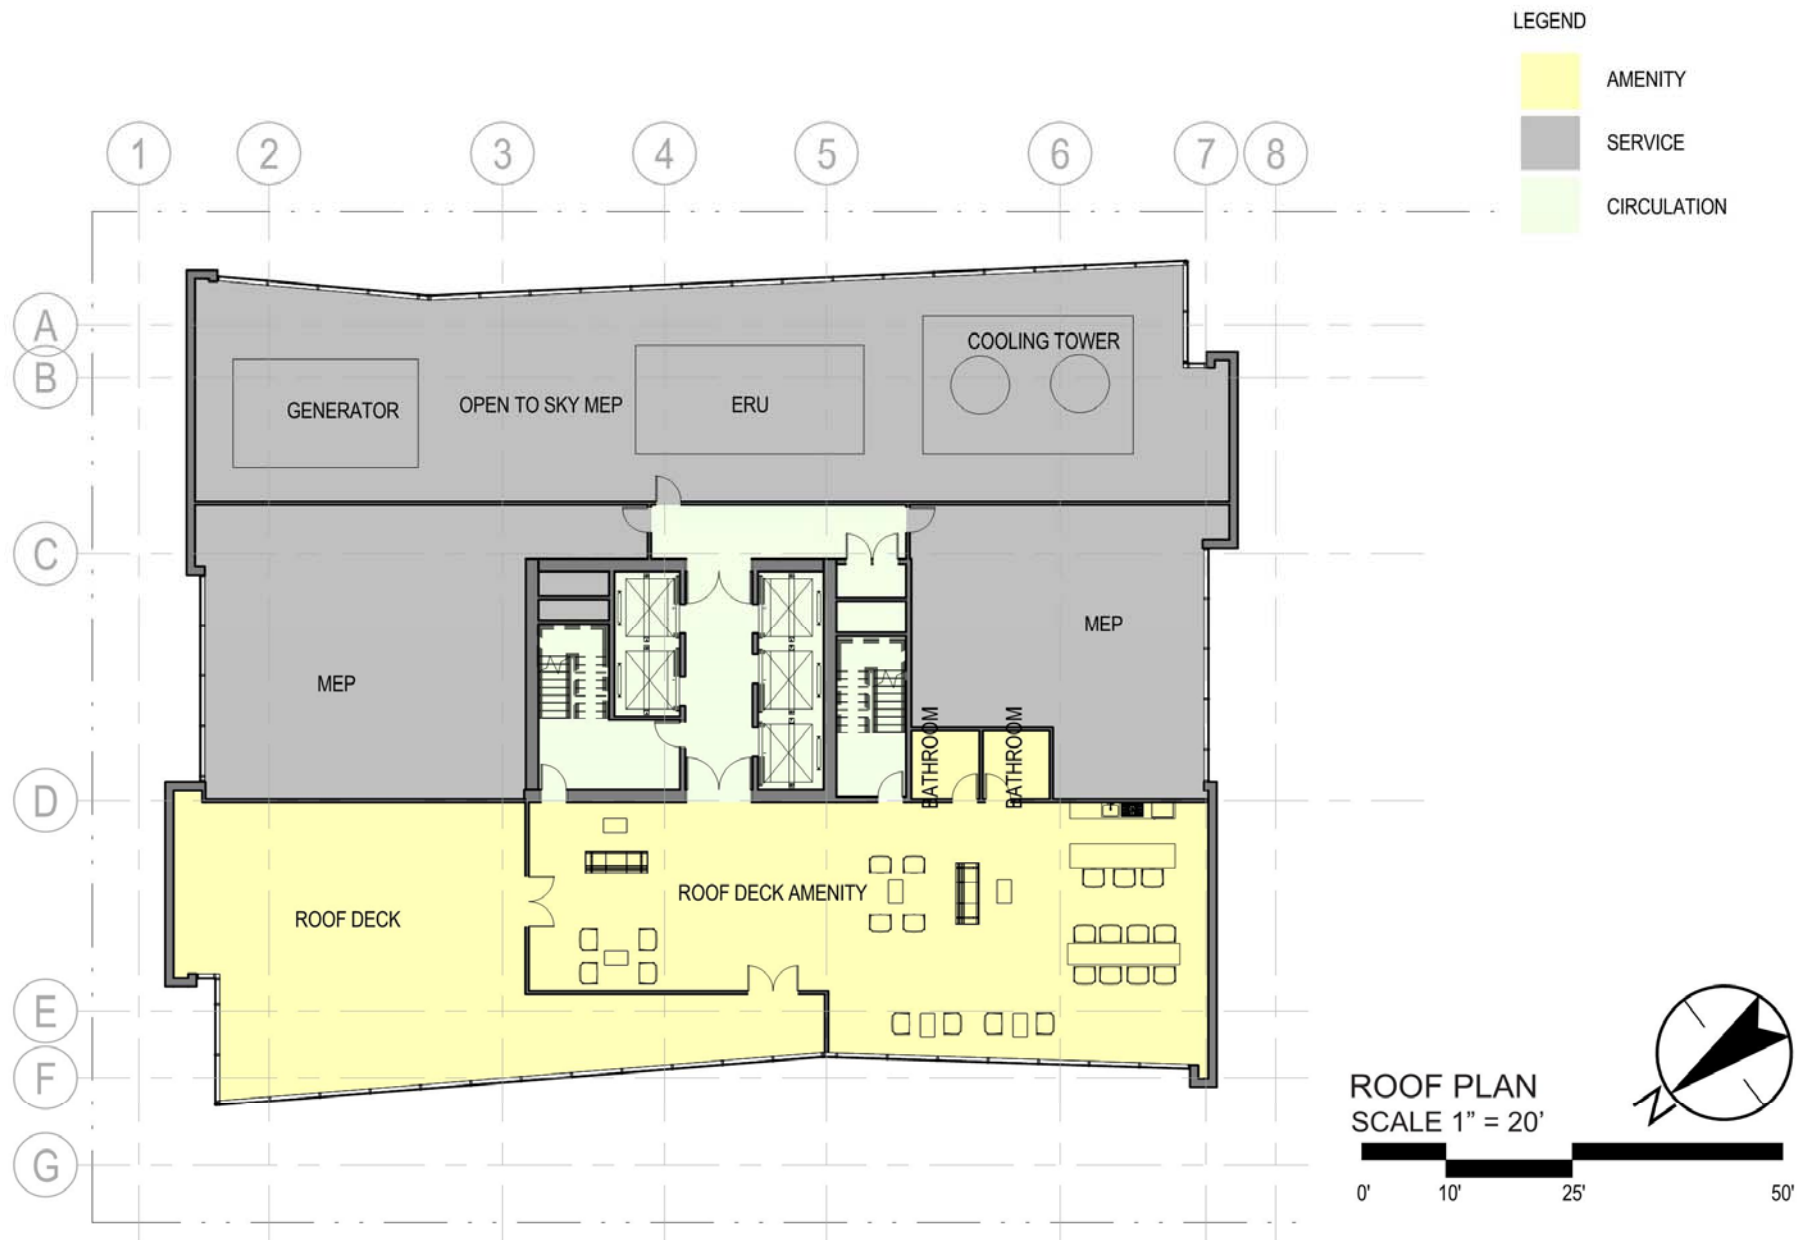 LEGEND
AMENITY
SERVICE
CIRCULATION
1 2 3 4 5 6 7 8
A
B
C
D
E
F
G
COOLING TOWER
GENERATOR
OPEN TO SKY MEP
ERU
MEP
MEP
BATHROOM
BATHROOM
ROOF DECK
ROOF DECK AMENITY
N
ROOF PLAN
SCALE 1” = 20’
0' 10' 25' 50'